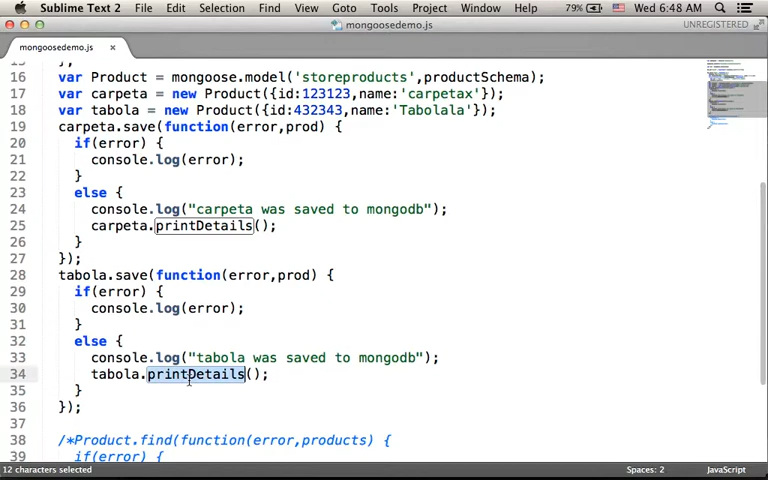 Sublime Text 2 File Edit Selection Find View Goto Tools Project Window Help 79% Wed 6:48 AM
mongoosedemo.js UNREGISTERED
mongoosedemo.js
15 };
16 var Product = mongoose.model('storeproducts',productSchema);
17 var carpeta = new Product({id:123123,name:'carpetax'});
18 var tabola = new Product({id:432343,name:'Tabolala'});
19 carpeta.save(function(error,prod) {
20 if(error) {
21 console.log(error);
22 }
23 else {
24 console.log("carpeta was saved to mongodb");
25 carpeta.printDetails();
26 }
27 });
28 tabola.save(function(error,prod) {
29 if(error) {
30 console.log(error);
31 }
32 else {
33 console.log("tabola was saved to mongodb");
34 tabola.printDetails();
35 }
36 });
37
38 /*Product.find(function(error,products) {
39 if(error) {
12 characters selected Spaces: 2 JavaScript